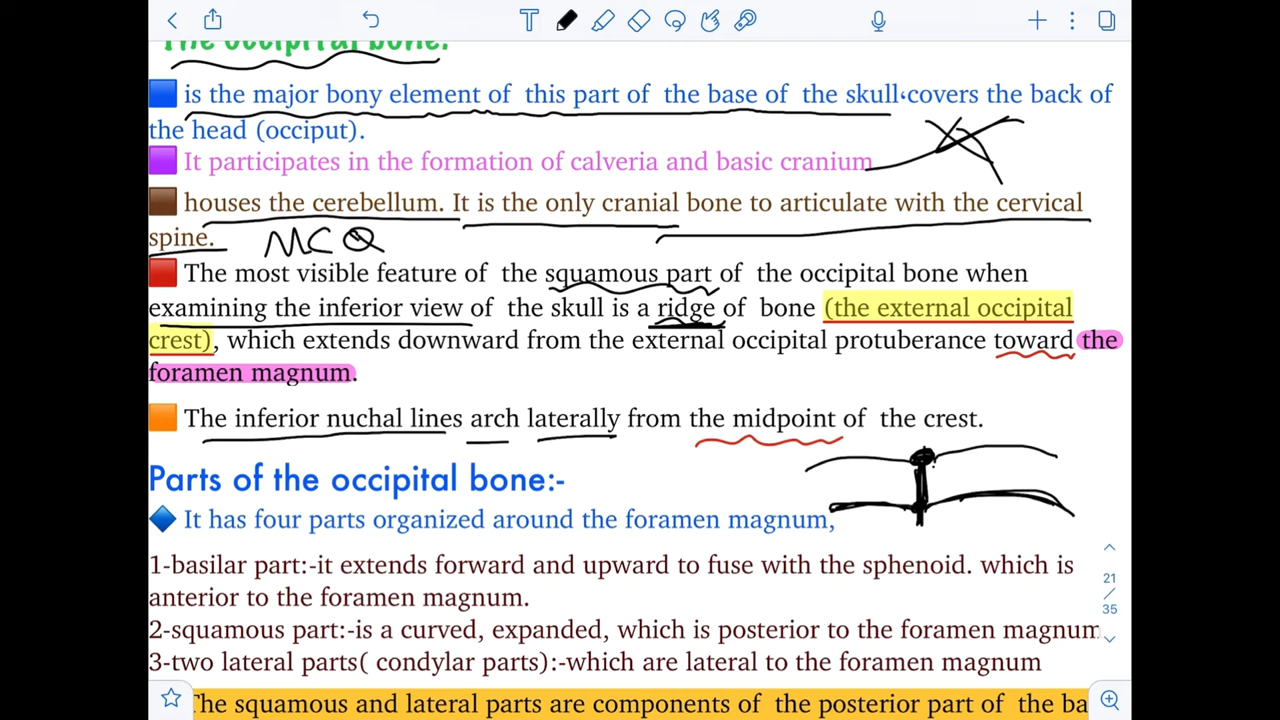 The occipital bone:
is the major bony element of this part of the base of the skull،covers the back of
the head (occiput).
It participates in the formation of calveria and basic cranium
houses the cerebellum. It is the only cranial bone to articulate with the cervical
spine. MCQ
The most visible feature of the squamous part of the occipital bone when
examining the inferior view of the skull is a ridge of bone (the external occipital
crest), which extends downward from the external occipital protuberance toward the
foramen magnum.
The inferior nuchal lines arch laterally from the midpoint of the crest.
Parts of the occipital bone:-
It has four parts organized around the foramen magnum,
1-basilar part:-it extends forward and upward to fuse with the sphenoid. which is
anterior to the foramen magnum.
2-squamous part:-is a curved, expanded, which is posterior to the foramen magnum
3-two lateral parts( condylar parts):-which are lateral to the foramen magnum
The squamous and lateral parts are components of the posterior part of the ba
21
/
35